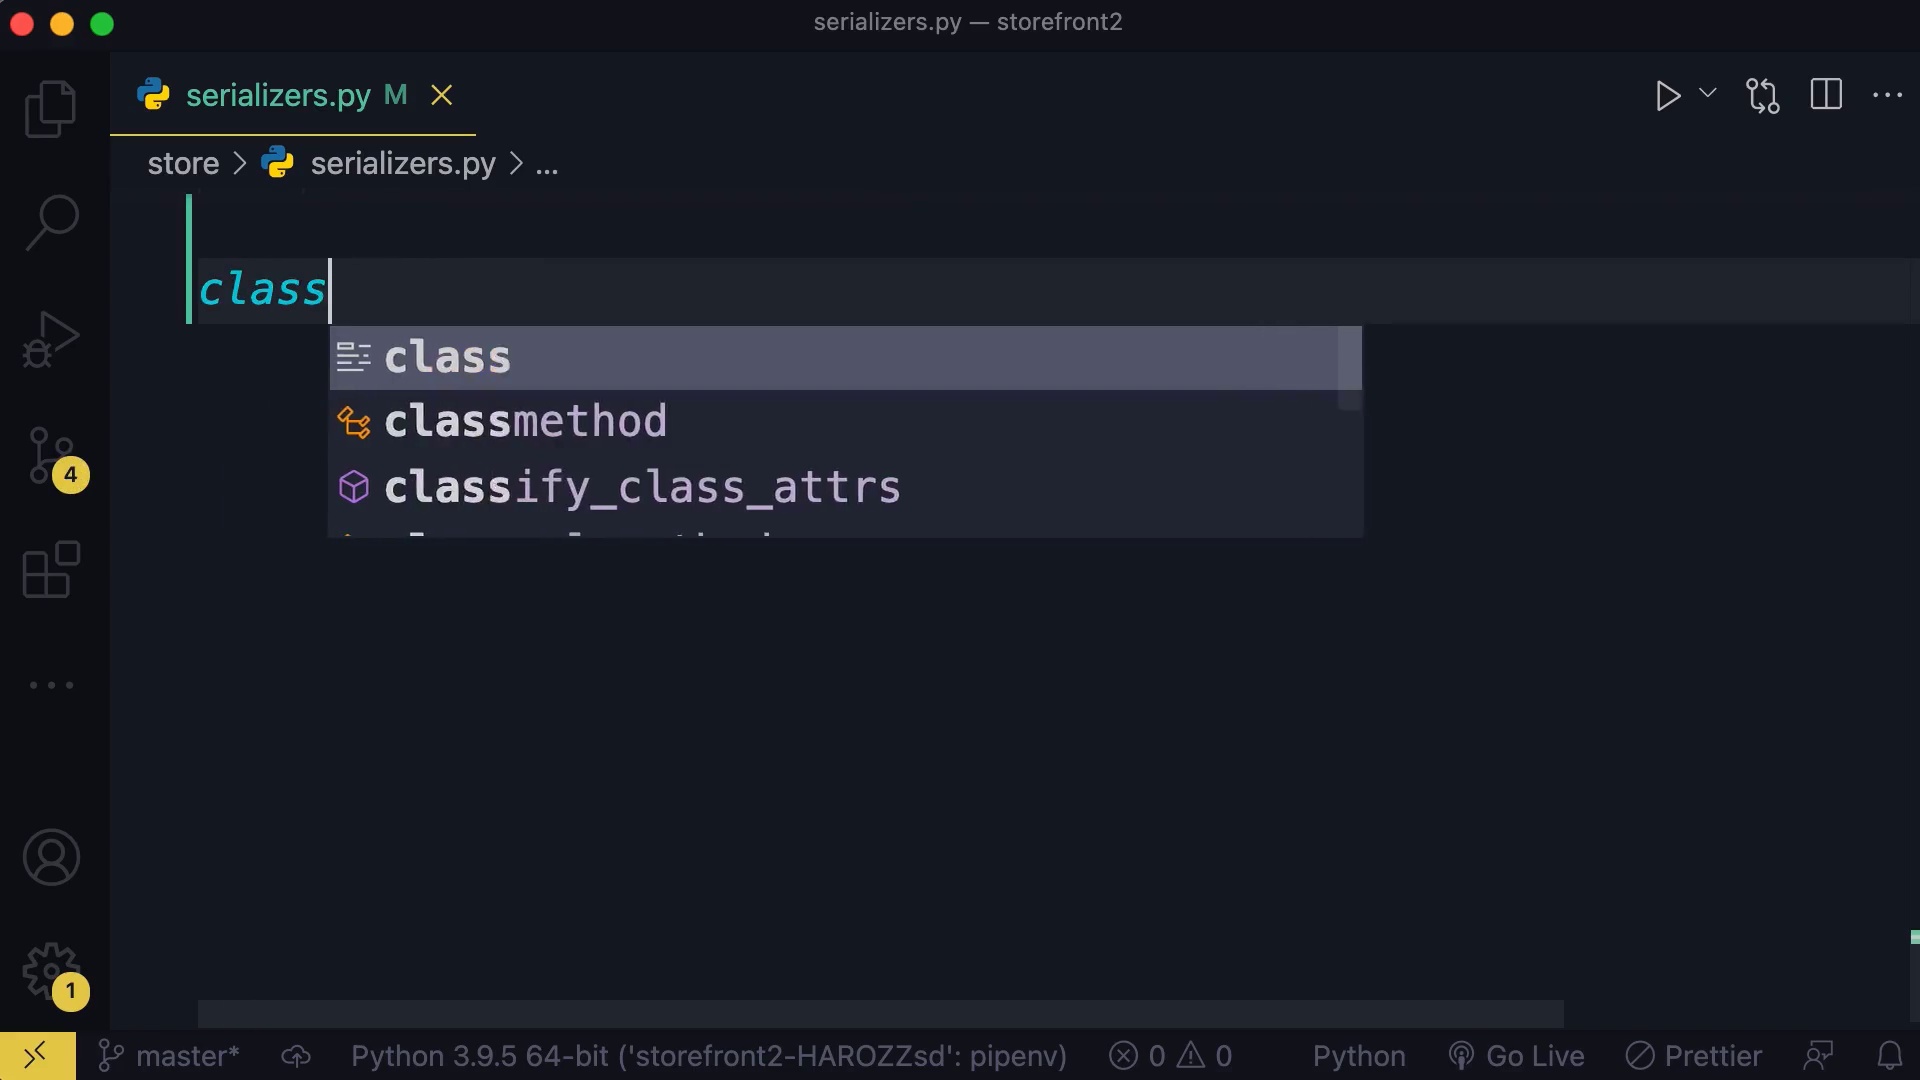 serializers.py — storefront2
serializers.py M
store > serializers.py > ...
class
class
classmethod
classify_class_attrs
4
1
master* Python 3.9.5 64-bit ('storefront2-HAROZZsd': pipenv) 0 0 Python Go Live Prettier